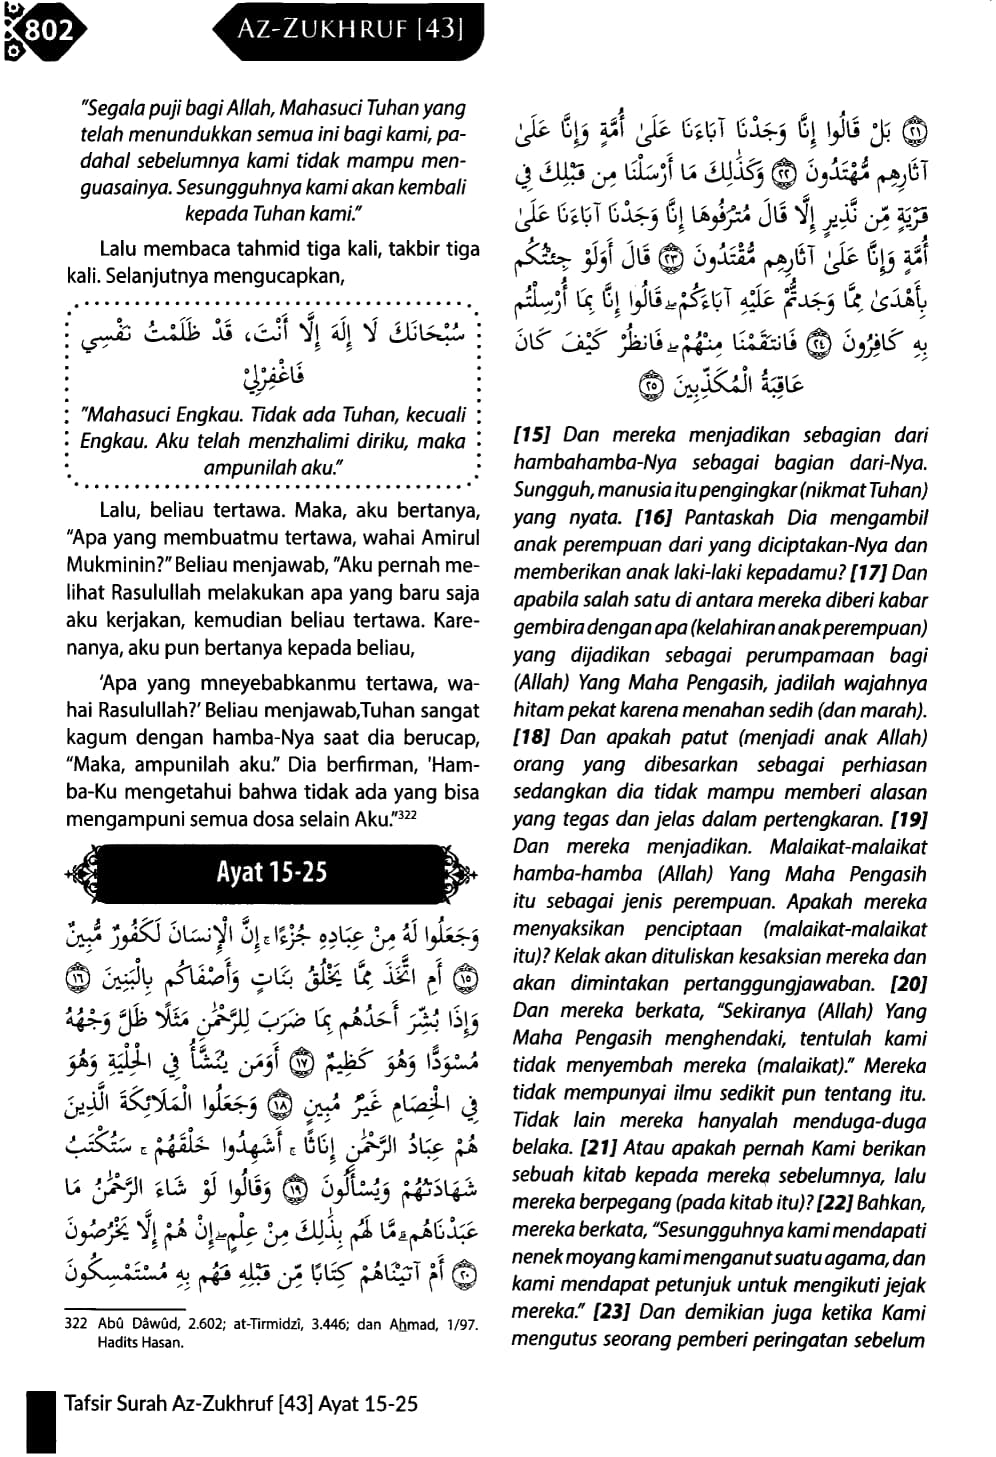 802
AZ-ZUKHRUF [43]
"Segala puji bagi Allah, Mahasuci Tuhan yang
telah menundukkan semua ini bagi kami, pa-
dahal sebelumnya kami tidak mampu men-
guasainya. Sesungguhnya kami akan kembali
kepada Tuhan kami."
Lalu membaca tahmid tiga kali, takbir tiga
kali. Selanjutnya mengucapkan,
سُبْحَانَكَ لَا إِلَهَ إِلَّا أَنْتَ، قَدْ ظَلَمْتُ نَفْسِي
فَاغْفِرْلِيْ
"Mahasuci Engkau. Tidak ada Tuhan, kecuali
Engkau. Aku telah menzhalimi diriku, maka
ampunilah aku."
Lalu, beliau tertawa. Maka, aku bertanya,
"Apa yang membuatmu tertawa, wahai Amirul
Mukminin?" Beliau menjawab, "Aku pernah me-
lihat Rasulullah melakukan apa yang baru saja
aku kerjakan, kemudian beliau tertawa. Kare-
nanya, aku pun bertanya kepada beliau,
'Apa yang mneyebabkanmu tertawa, wa-
hai Rasulullah?' Beliau menjawab,Tuhan sangat
kagum dengan hamba-Nya saat dia berucap,
"Maka, ampunilah aku." Dia berfirman, 'Ham-
ba-Ku mengetahui bahwa tidak ada yang bisa
mengampuni semua dosa selain Aku."322
Ayat 15-25
وَجَعَلُوا لَهُ مِنْ عِبَادِهِ جُزْءًا ۚ إِنَّ الْإِنسَانَ لَكَفُورٌ مُّبِينٌ
﴿١٥﴾ أَمِ اتَّخَذَ مِمَّا يَخْلُقُ بَنَاتٍ وَأَصْفَاكُم بِالْبَنِينَ ﴿١٦﴾
وَإِذَا بُشِّرَ أَحَدُهُم بِمَا ضَرَبَ لِلرَّحْمَٰنِ مَثَلًا ظَلَّ وَجْهُهُ
مُسْوَدًّا وَهُوَ كَظِيمٌ ﴿١٧﴾ أَوَمَن يُنَشَّأُ فِي الْحِلْيَةِ وَهُوَ
فِي الْخِصَامِ غَيْرُ مُبِينٍ ﴿١٨﴾ وَجَعَلُوا الْمَلَائِكَةَ الَّذِينَ
هُمْ عِبَادُ الرَّحْمَٰنِ إِنَاثًا ۚ أَشَهِدُوا خَلْقَهُمْ ۚ سَتُكْتَبُ
شَهَادَتُهُمْ وَيُسْأَلُونَ ﴿١٩﴾ وَقَالُوا لَوْ شَاءَ الرَّحْمَٰنُ مَا
عَبَدْنَاهُم ۗ مَّا لَهُم بِذَٰلِكَ مِنْ عِلْمٍ ۖ إِنْ هُمْ إِلَّا يَخْرُصُونَ
﴿٢٠﴾ أَمْ آتَيْنَاهُمْ كِتَابًا مِّن قَبْلِهِ فَهُم بِهِ مُسْتَمْسِكُونَ
322 Abû Dâwûd, 2.602; at-Tirmidzî, 3.446; dan Ahmad, 1/97.
Hadits Hasan.
﴿٢١﴾ بَلْ قَالُوا إِنَّا وَجَدْنَا آبَاءَنَا عَلَىٰ أُمَّةٍ وَإِنَّا عَلَىٰ
آثَارِهِم مُّهْتَدُونَ ﴿٢٢﴾ وَكَذَٰلِكَ مَا أَرْسَلْنَا مِن قَبْلِكَ فِي
قَرْيَةٍ مِّن نَّذِيرٍ إِلَّا قَالَ مُتْرَفُوهَا إِنَّا وَجَدْنَا آبَاءَنَا عَلَىٰ
أُمَّةٍ وَإِنَّا عَلَىٰ آثَارِهِم مُّقْتَدُونَ ﴿٢٣﴾ قَالَ أَوَلَوْ جِئْتُكُم
بِأَهْدَىٰ مِمَّا وَجَدتُّمْ عَلَيْهِ آبَاءَكُمْ ۖ قَالُوا إِنَّا بِمَا أُرْسِلْتُم
بِهِ كَافِرُونَ ﴿٢٤﴾ فَانتَقَمْنَا مِنْهُمْ ۖ فَانظُرْ كَيْفَ كَانَ
عَاقِبَةُ الْمُكَذِّبِينَ ﴿٢٥﴾
[15] Dan mereka menjadikan sebagian dari
hambahamba-Nya sebagai bagian dari-Nya.
Sungguh, manusia itu pengingkar (nikmat Tuhan)
yang nyata. [16] Pantaskah Dia mengambil
anak perempuan dari yang diciptakan-Nya dan
memberikan anak laki-laki kepadamu? [17] Dan
apabila salah satu di antara mereka diberi kabar
gembira dengan apa (kelahiran anak perempuan)
yang dijadikan sebagai perumpamaan bagi
(Allah) Yang Maha Pengasih, jadilah wajahnya
hitam pekat karena menahan sedih (dan marah).
[18] Dan apakah patut (menjadi anak Allah)
orang yang dibesarkan sebagai perhiasan
sedangkan dia tidak mampu memberi alasan
yang tegas dan jelas dalam pertengkaran. [19]
Dan mereka menjadikan. Malaikat-malaikat
hamba-hamba (Allah) Yang Maha Pengasih
itu sebagai jenis perempuan. Apakah mereka
menyaksikan penciptaan (malaikat-malaikat
itu)? Kelak akan dituliskan kesaksian mereka dan
akan dimintakan pertanggungjawaban. [20]
Dan mereka berkata, "Sekiranya (Allah) Yang
Maha Pengasih menghendaki, tentulah kami
tidak menyembah mereka (malaikat)." Mereka
tidak mempunyai ilmu sedikit pun tentang itu.
Tidak lain mereka hanyalah menduga-duga
belaka. [21] Atau apakah pernah Kami berikan
sebuah kitab kepada mereka sebelumnya, lalu
mereka berpegang (pada kitab itu)? [22] Bahkan,
mereka berkata, "Sesungguhnya kami mendapati
nenek moyang kami menganut suatu agama, dan
kami mendapat petunjuk untuk mengikuti jejak
mereka." [23] Dan demikian juga ketika Kami
mengutus seorang pemberi peringatan sebelum
Tafsir Surah Az-Zukhruf [43] Ayat 15-25